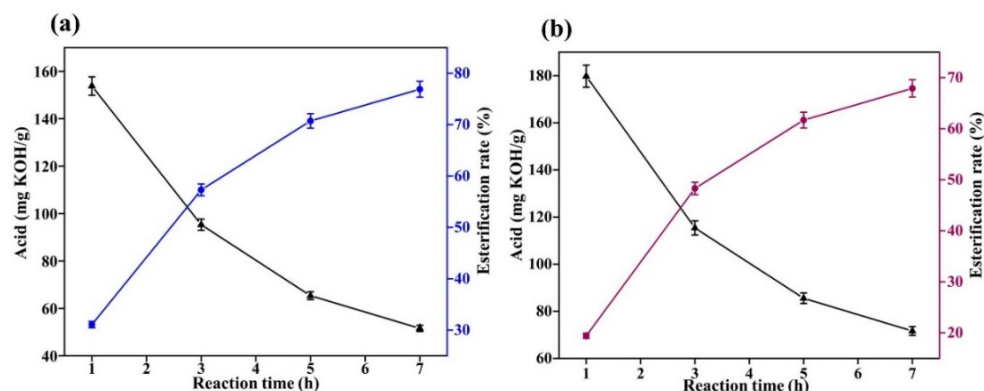 (a)
160
140
120
100
80
60
40
Acid (mg KOH/g)
80
70
60
50
40
30
Esterification rate (%)
1 2 3 4 5 6 7
Reaction time (h)
(b)
180
160
140
120
100
80
60
Acid (mg KOH/g)
70
60
50
40
30
20
Esterification rate (%)
1 2 3 4 5 6 7
Reaction time (h)